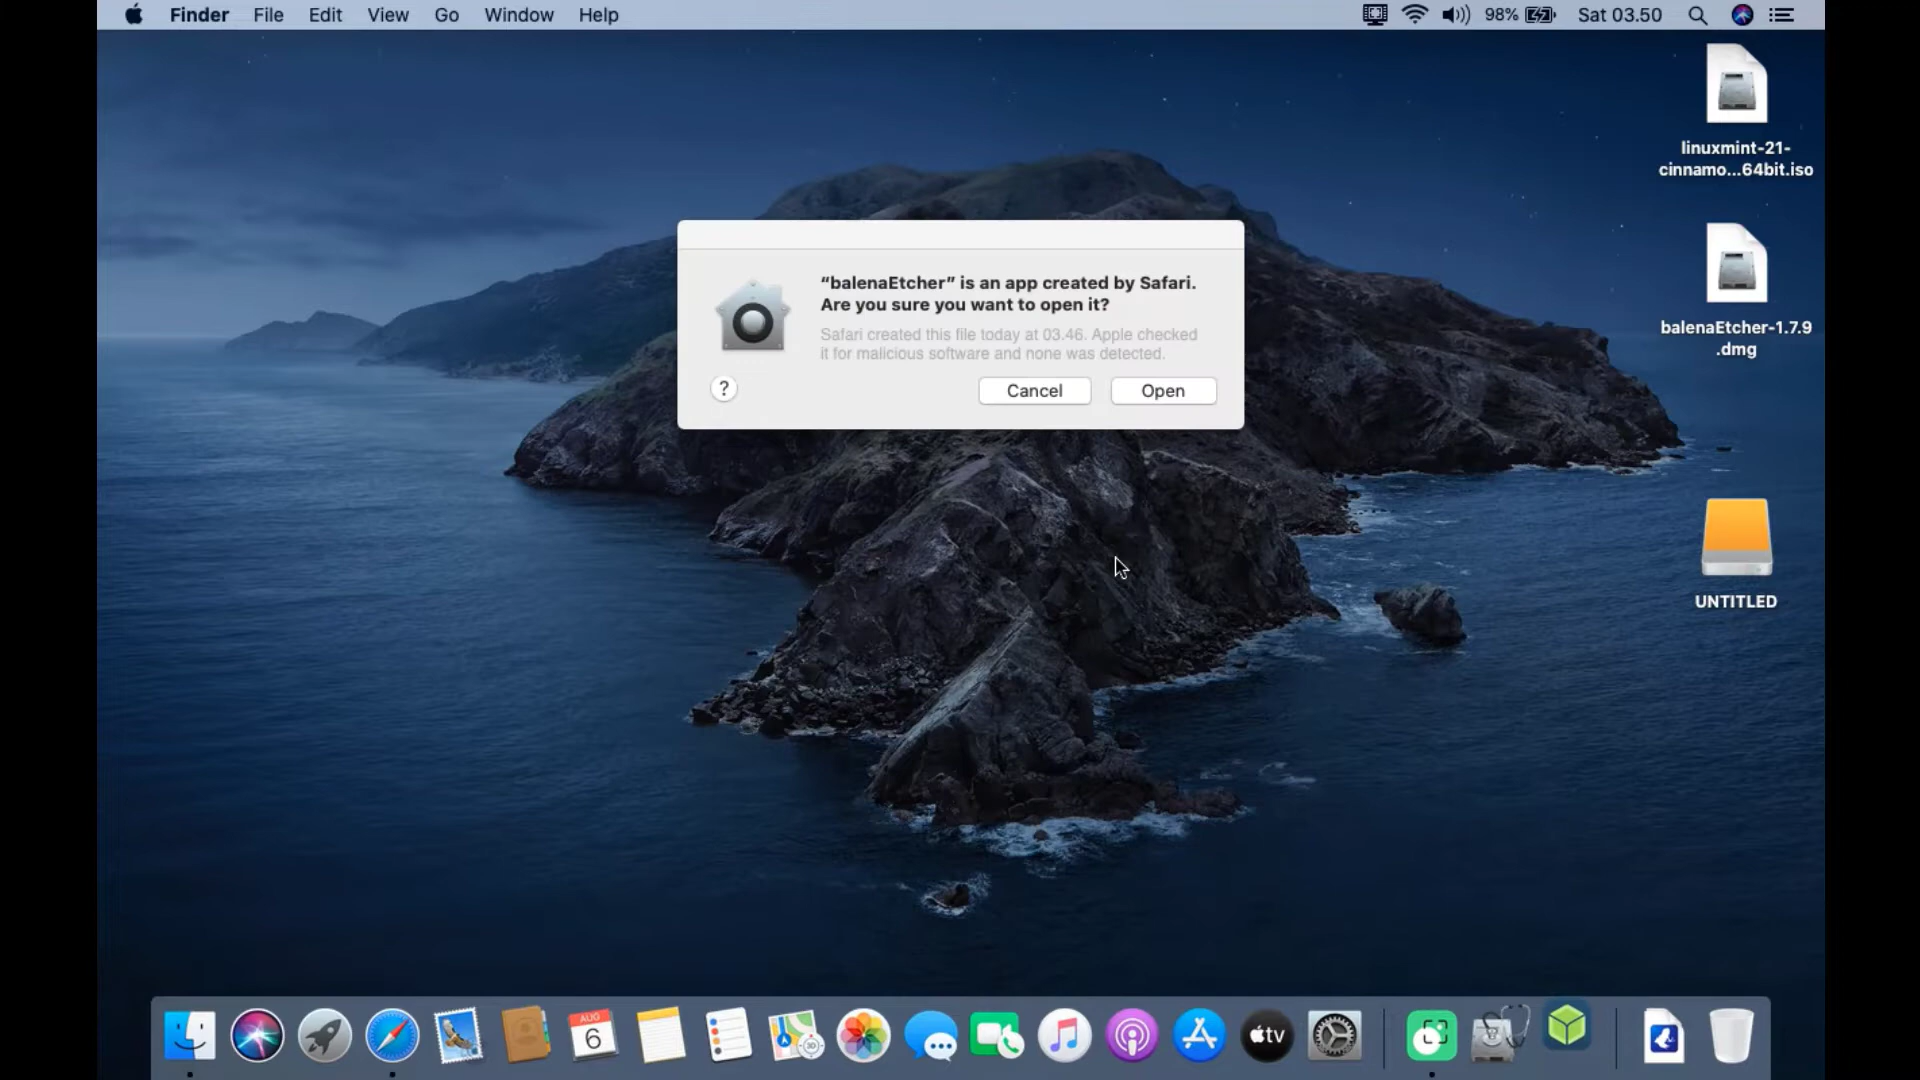 Finder File Edit View Go Window Help 98% Sat 03.50
linuxmint-21-
cinnamo...64bit.iso
“balenaEtcher” is an app created by Safari.
Are you sure you want to open it?
Safari created this file today at 03.46. Apple checked
it for malicious software and none was detected.
? Cancel Open
balenaEtcher-1.7.9
.dmg
UNTITLED
AUG
6
3D
tv